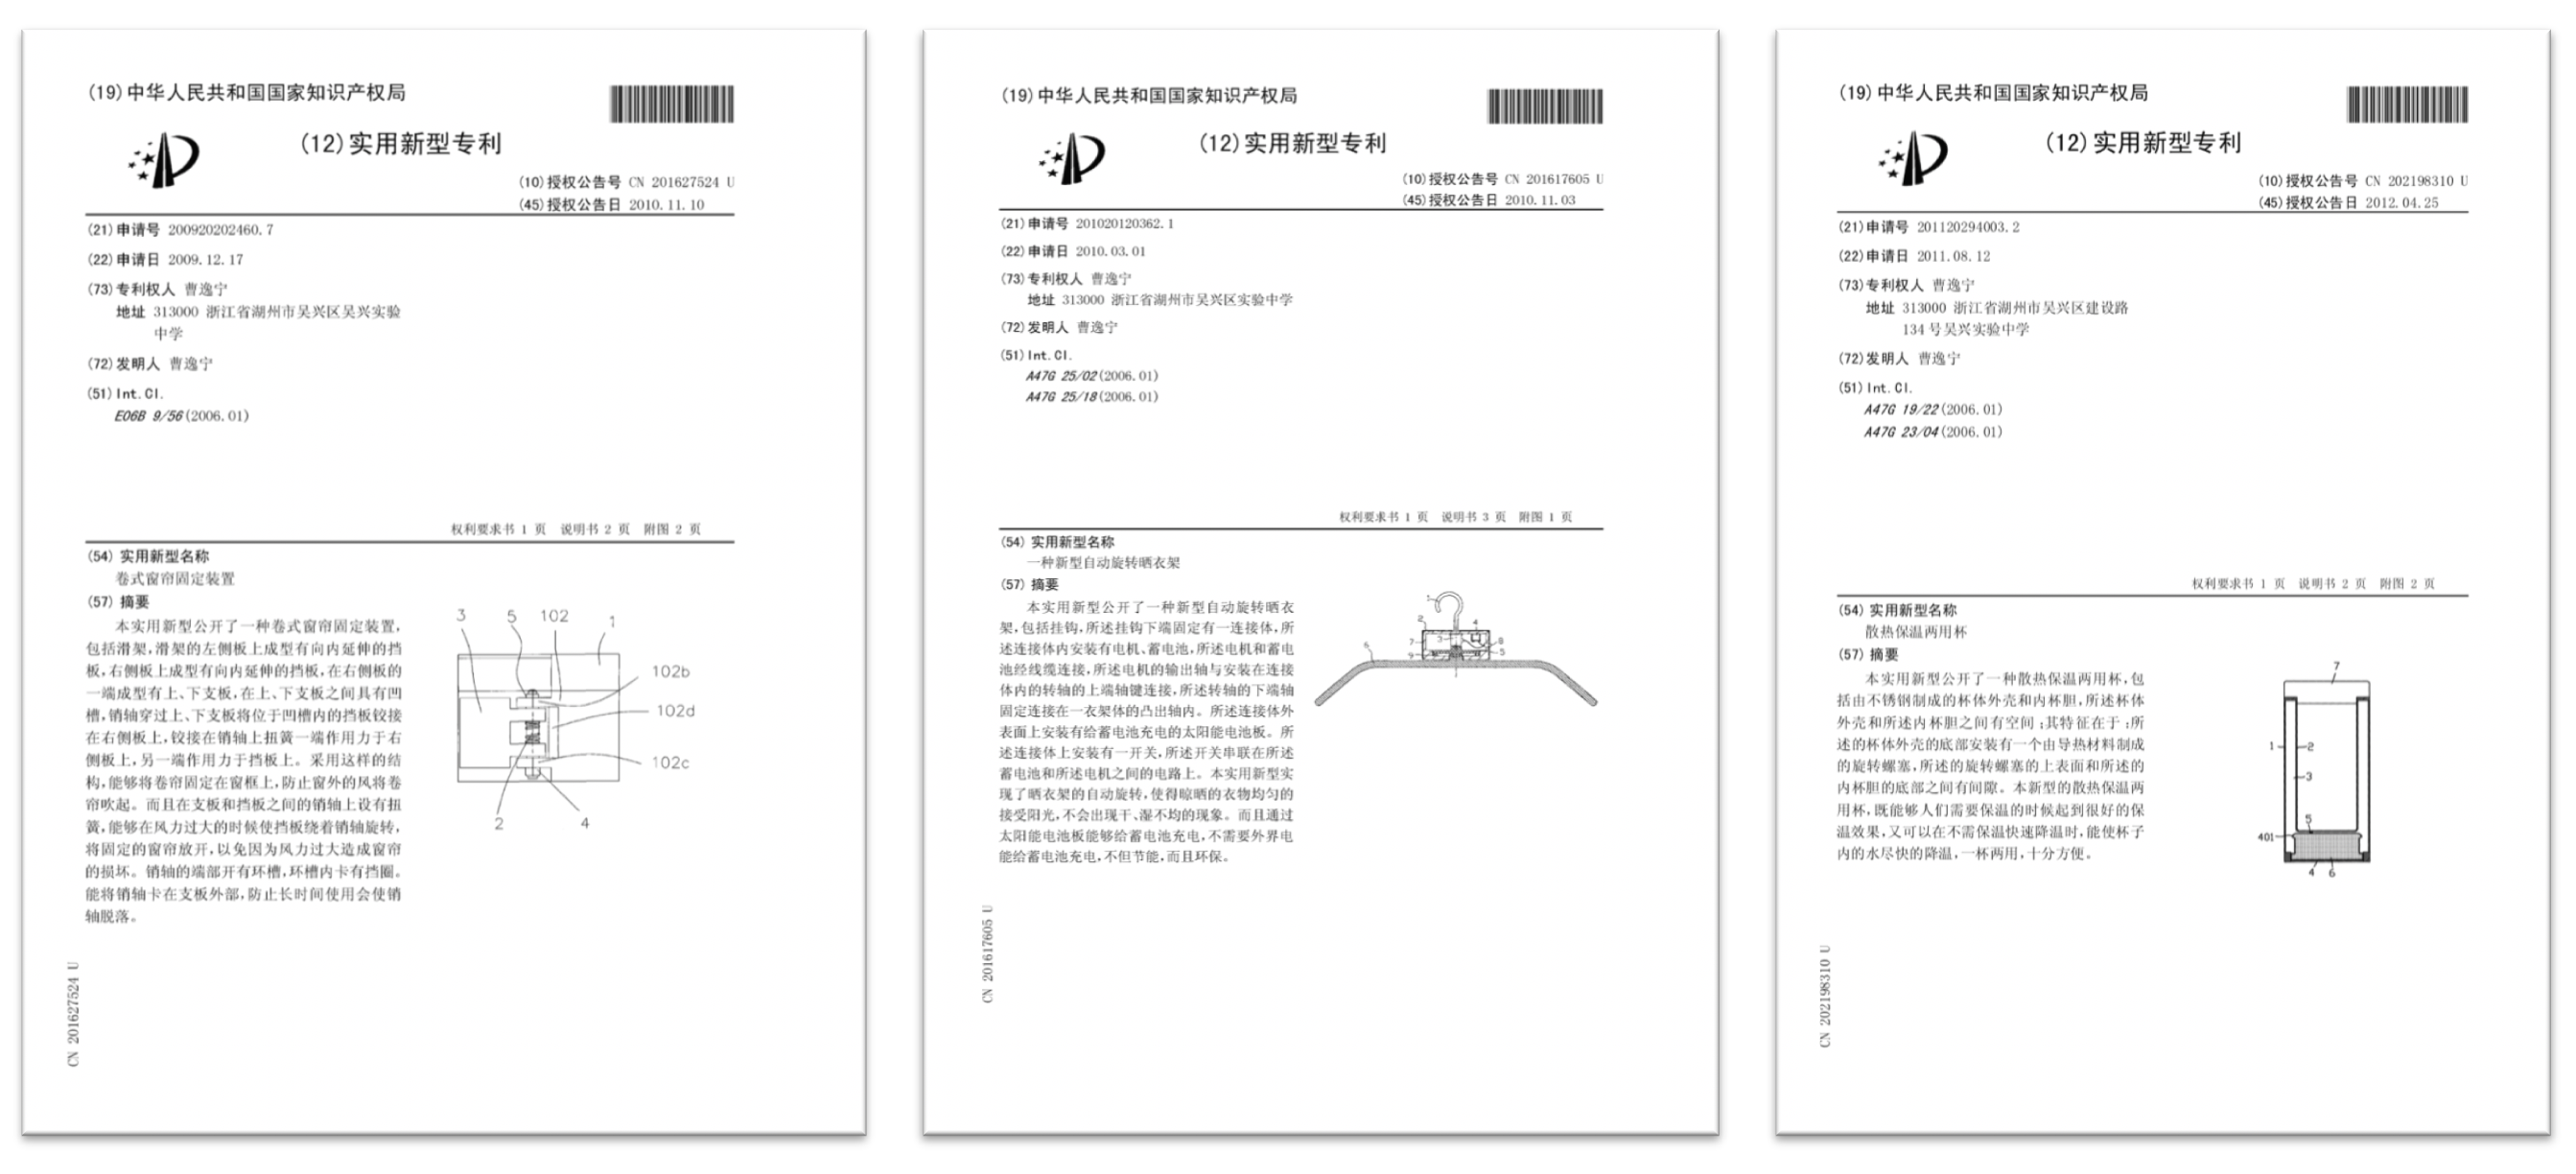 (19)中华人民共和国国家知识产权局
(12)实用新型专利
(10)授权公告号 CN 201627524 U
(45)授权公告日 2010.11.10
(21)申请号 200920202460.7
(22)申请日 2009.12.17
(73)专利权人 曹逸宁
地址 313000 浙江省湖州市吴兴区吴兴实验
中学
(72)发明人 曹逸宁
(51)Int.Cl.
E06B 9/56(2006.01)
权利要求书 1 页 说明书 2 页 附图 2 页
(54)实用新型名称
卷式窗帘固定装置
(57)摘要
本实用新型公开了一种卷式窗帘固定装置,
包括滑架,滑架的左侧板上成型有向内延伸的挡
板,右侧板上成型有向内延伸的挡板,在右侧板的
一端成型有上、下支板,在上、下支板之间具有凹
槽,销轴穿过上、下支板将位于凹槽内的挡板铰接
在右侧板上,铰接在销轴上扭簧一端作用力于右
侧板上,另一端作用力于挡板上。采用这样的结
构,能够将卷帘固定在窗框上,防止窗外的风将卷
帘吹起。而且在支板和挡板之间的销轴上设有扭
簧,能够在风力过大的时候使挡板绕着销轴旋转,
将固定的窗帘放开,以免因为风力过大造成窗帘
的损坏。销轴的端部开有环槽,环槽内卡有挡圈。
能将销轴卡在支板外部,防止长时间使用会使销
轴脱落。
3 5 102 1
102b
102d
102c
2 4
CN 201627524 U
(19)中华人民共和国国家知识产权局
(12)实用新型专利
(10)授权公告号 CN 201617605 U
(45)授权公告日 2010.11.03
(21)申请号 201020120362.1
(22)申请日 2010.03.01
(73)专利权人 曹逸宁
地址 313000 浙江省湖州市吴兴区实验中学
(72)发明人 曹逸宁
(51)Int.Cl.
A47G 25/02(2006.01)
A47G 25/18(2006.01)
权利要求书 1 页 说明书 3 页 附图 1 页
(54)实用新型名称
一种新型自动旋转晒衣架
(57)摘要
本实用新型公开了一种新型自动旋转晒衣
架,包括挂钩,所述挂钩下端固定有一连接体,所
述连接体内安装有电机、蓄电池,所述电机和蓄电
池经线缆连接,所述电机的输出轴与安装在连接
体内的转轴的上端轴键连接,所述转轴的下端轴
固定连接在一衣架体的凸出轴内。所述连接体外
表面上安装有给蓄电池充电的太阳能电池板。所
述连接体上安装有一开关,所述开关串联在所述
蓄电池和所述电机之间的电路上。本实用新型实
现了晒衣架的自动旋转,使得晾晒的衣物均匀的
接受阳光,不会出现干、湿不均的现象。而且通过
太阳能电池板能够给蓄电池充电,不需要外界电
能给蓄电池充电,不但节能,而且环保。
CN 201617605 U
(19)中华人民共和国国家知识产权局
(12)实用新型专利
(10)授权公告号 CN 202198310 U
(45)授权公告日 2012.04.25
(21)申请号 201120294003.2
(22)申请日 2011.08.12
(73)专利权人 曹逸宁
地址 313000 浙江省湖州市吴兴区建设路
134号吴兴实验中学
(72)发明人 曹逸宁
(51)Int.Cl.
A47G 19/22(2006.01)
A47G 23/04(2006.01)
权利要求书 1 页 说明书 2 页 附图 2 页
(54)实用新型名称
散热保温两用杯
(57)摘要
本实用新型公开了一种散热保温两用杯,包
括由不锈钢制成的杯体外壳和内杯胆,所述杯体
外壳和所述内杯胆之间有空间;其特征在于:所
述的杯体外壳的底部安装有一个由导热材料制成
的旋转螺塞,所述的旋转螺塞的上表面和所述的
内杯胆的底部之间有间隙。本新型的散热保温两
用杯,既能够人们需要保温的时候起到很好的保
温效果,又可以在不需保温快速降温时,能使杯子
内的水尽快的降温,一杯两用,十分方便。
7
1 2
3
5
401
4 6
CN 202198310 U